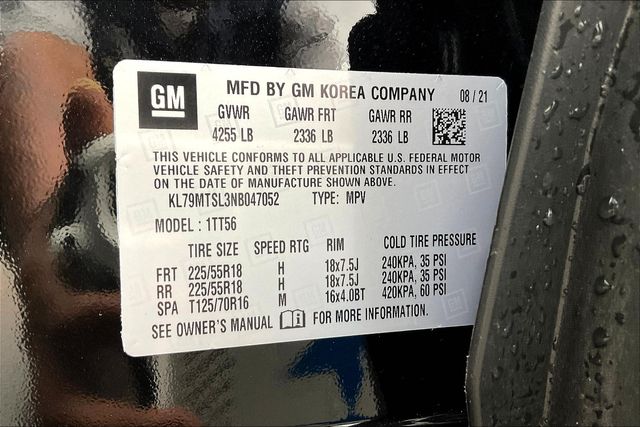 GM
MFD BY GM KOREA COMPANY 08 / 21
GVWR GAWR FRT GAWR RR
4255 LB 2336 LB 2336 LB
THIS VEHICLE CONFORMS TO ALL APPLICABLE U.S. FEDERAL MOTOR
VEHICLE SAFETY AND THEFT PREVENTION STANDARDS IN EFFECT
ON THE DATE OF MANUFACTURE SHOWN ABOVE.
KL79MTSL3NB047052 TYPE: MPV
MODEL : 1TT56
TIRE SIZE SPEED RTG RIM COLD TIRE PRESSURE
FRT 225/55R18 H 18x7.5J 240KPA, 35 PSI
RR 225/55R18 H 18x7.5J 240KPA, 35 PSI
SPA T125/70R16 M 16x4.0BT 420KPA, 60 PSI
SEE OWNER'S MANUAL FOR MORE INFORMATION.